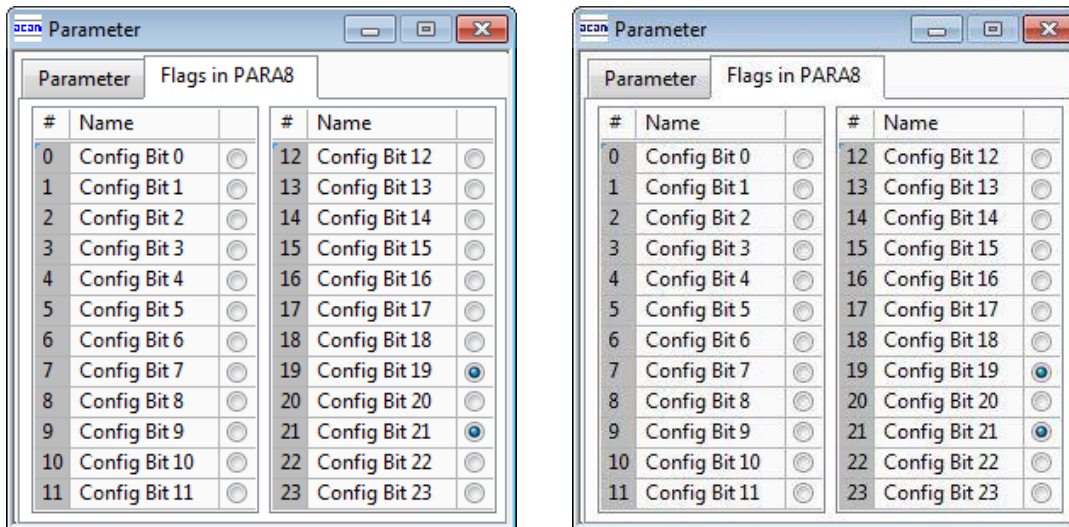 acan Parameter
Parameter Flags in PARA8
# Name # Name
0 Config Bit 0 12 Config Bit 12
1 Config Bit 1 13 Config Bit 13
2 Config Bit 2 14 Config Bit 14
3 Config Bit 3 15 Config Bit 15
4 Config Bit 4 16 Config Bit 16
5 Config Bit 5 17 Config Bit 17
6 Config Bit 6 18 Config Bit 18
7 Config Bit 7 19 Config Bit 19
8 Config Bit 8 20 Config Bit 20
9 Config Bit 9 21 Config Bit 21
10 Config Bit 10 22 Config Bit 22
11 Config Bit 11 23 Config Bit 23
acan Parameter
Parameter Flags in PARA8
# Name # Name
0 Config Bit 0 12 Config Bit 12
1 Config Bit 1 13 Config Bit 13
2 Config Bit 2 14 Config Bit 14
3 Config Bit 3 15 Config Bit 15
4 Config Bit 4 16 Config Bit 16
5 Config Bit 5 17 Config Bit 17
6 Config Bit 6 18 Config Bit 18
7 Config Bit 7 19 Config Bit 19
8 Config Bit 8 20 Config Bit 20
9 Config Bit 9 21 Config Bit 21
10 Config Bit 10 22 Config Bit 22
11 Config Bit 11 23 Config Bit 23